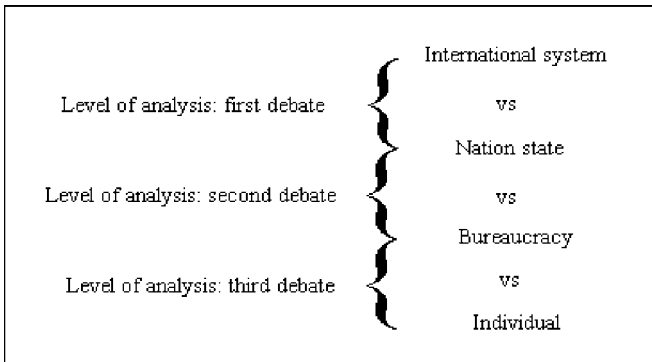 International system
Level of analysis: first debate
vs
Nation state
Level of analysis: second debate
vs
Bureaucracy
Level of analysis: third debate
vs
Individual